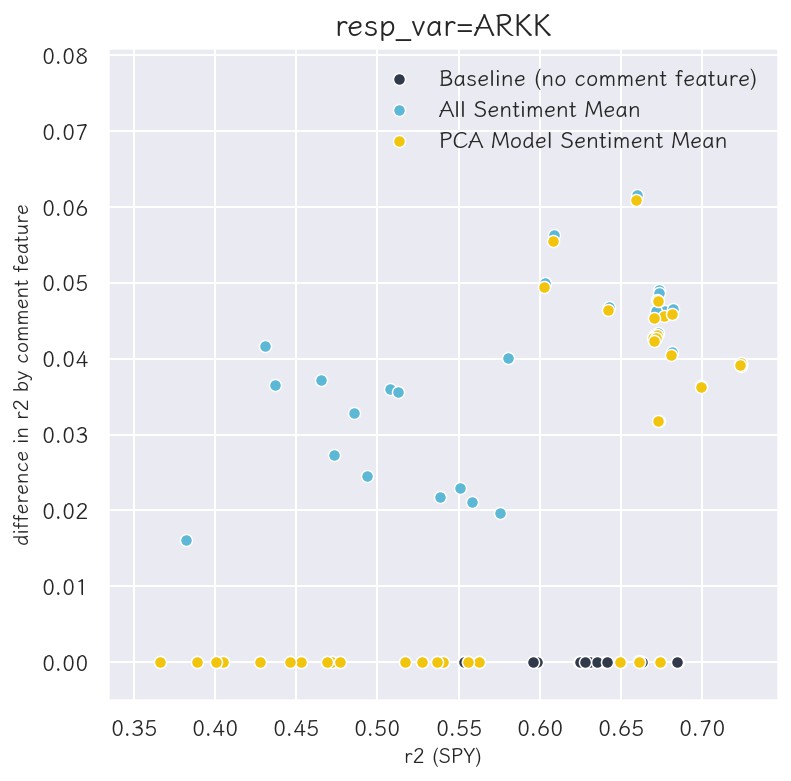 resp_var=ARKK
0.08
0.07
0.06
0.05
0.04
0.03
0.02
0.01
0.00
difference in r2 by comment feature
Baseline (no comment feature)
All Sentiment Mean
PCA Model Sentiment Mean
0.35 0.40 0.45 0.50 0.55 0.60 0.65 0.70
r2 (SPY)